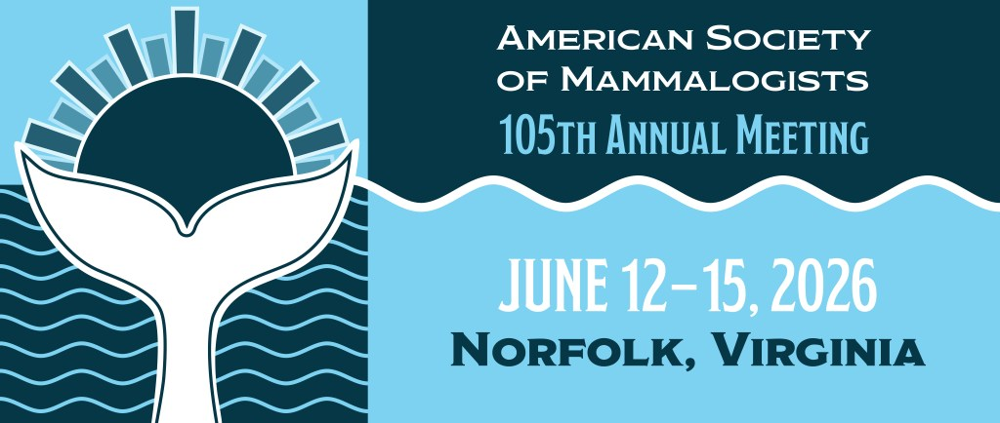 American Society
of Mammalogists
105th Annual Meeting
June 12–15, 2026
Norfolk, Virginia